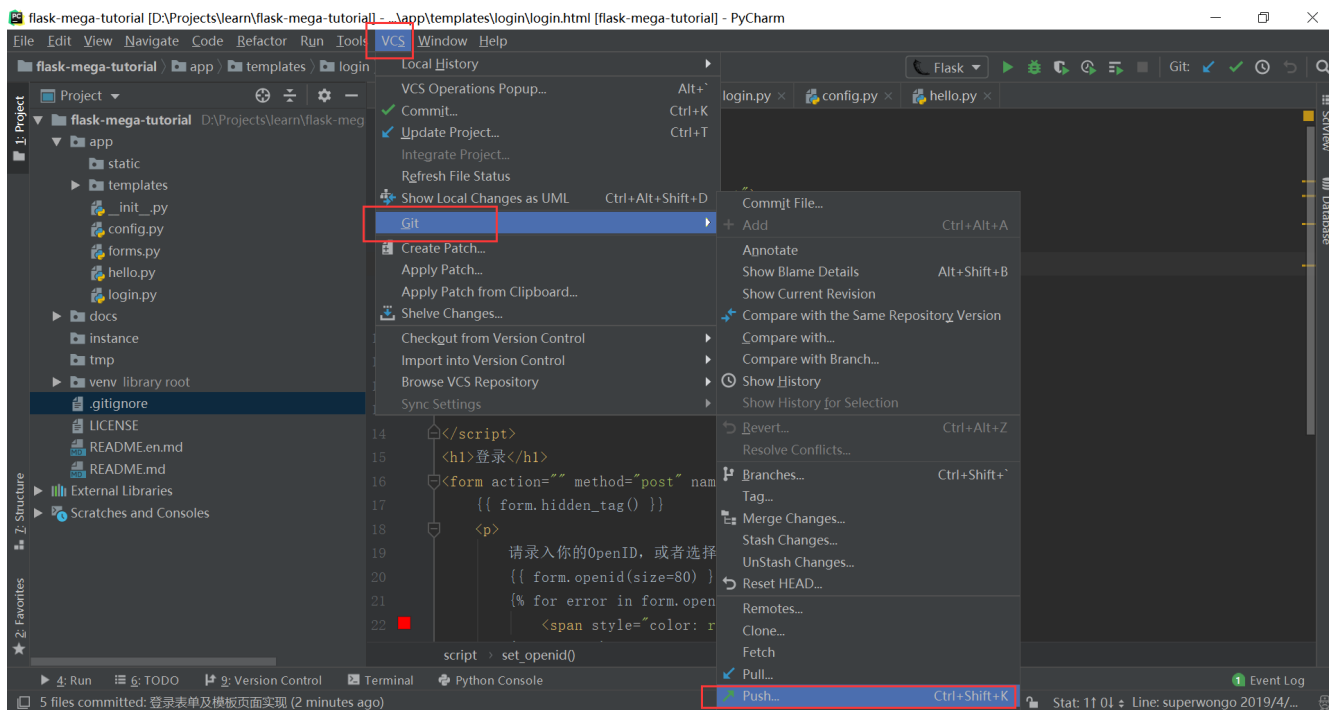 flask-mega-tutorial [D:\Projects\learn\flask-mega-tutorial] - ...\app\templates\login\login.html [flask-mega-tutorial] - PyCharm
File Edit View Navigate Code Refactor Run Tools VCS Window Help
flask-mega-tutorial app templates login
Flask Git:
Project
login.py config.py hello.py
1: Project
flask-mega-tutorial D:\Projects\learn\flask-meg
app
static
templates
__init__.py
config.py
forms.py
hello.py
login.py
docs
instance
tmp
venv library root
.gitignore
LICENSE
README.en.md
README.md
External Libraries
Scratches and Consoles
7: Structure
2: Favorites
Local History
VCS Operations Popup... Alt+`
Commit... Ctrl+K
Update Project... Ctrl+T
Integrate Project...
Refresh File Status
Show Local Changes as UML Ctrl+Alt+Shift+D
Git
Create Patch...
Apply Patch...
Apply Patch from Clipboard...
Shelve Changes...
Checkout from Version Control
Import into Version Control
Browse VCS Repository
Sync Settings
Commit File...
Add Ctrl+Alt+A
Annotate
Show Blame Details Alt+Shift+B
Show Current Revision
Compare with the Same Repository Version
Compare with...
Compare with Branch...
Show History
Show History for Selection
Revert... Ctrl+Alt+Z
Resolve Conflicts...
Branches... Ctrl+Shift+`
Tag...
Merge Changes...
Stash Changes...
UnStash Changes...
Reset HEAD...
Remotes...
Clone...
Fetch
Pull...
Push... Ctrl+Shift+K
14 </script>
15 <h1>登录</h1>
16 <form action="" method="post" nam
17 {{ form.hidden_tag() }}
18 <p>
19 请录入你的OpenID，或者选择
20 {{ form.openid(size=80) }
21 {% for error in form.open
22 <span style="color: r
script set_openid()
SciView
Database
4: Run 6: TODO 9: Version Control Terminal Python Console
1 Event Log
5 files committed: 登录表单及模板页面实现 (2 minutes ago)
Stat: 1↑ 0↓ Line: superwongo 2019/4/...